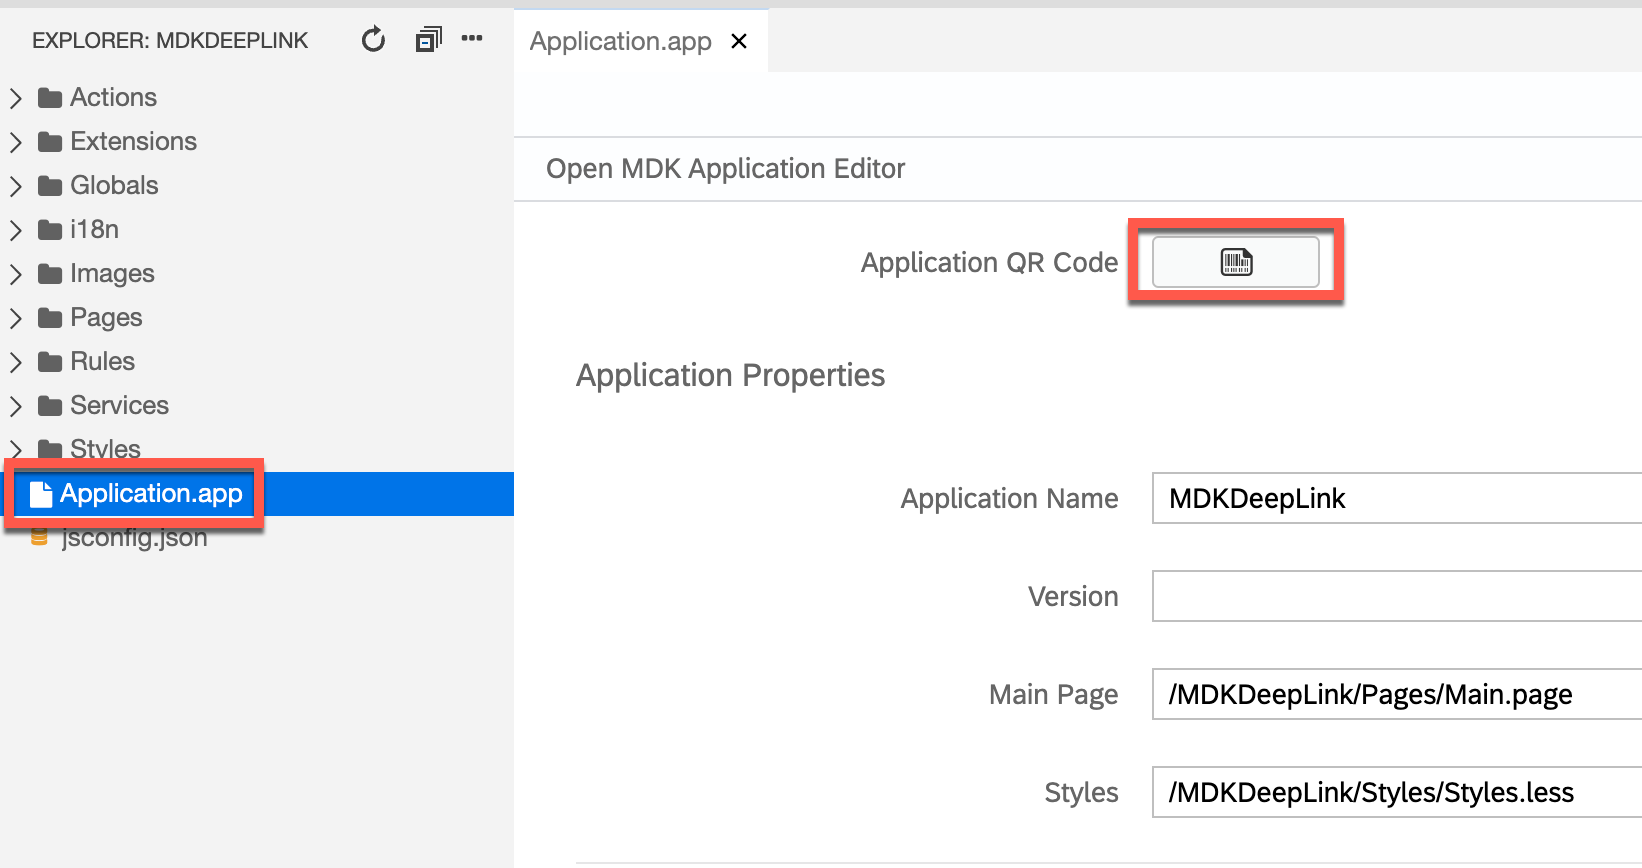 EXPLORER: MDKDEEPLINK
Actions
Extensions
Globals
i18n
Images
Pages
Rules
Services
Styles
Application.app
jsconfig.json
Application.app
Open MDK Application Editor
Application QR Code
Application Properties
Application Name MDKDeepLink
Version
Main Page /MDKDeepLink/Pages/Main.page
Styles /MDKDeepLink/Styles/Styles.less